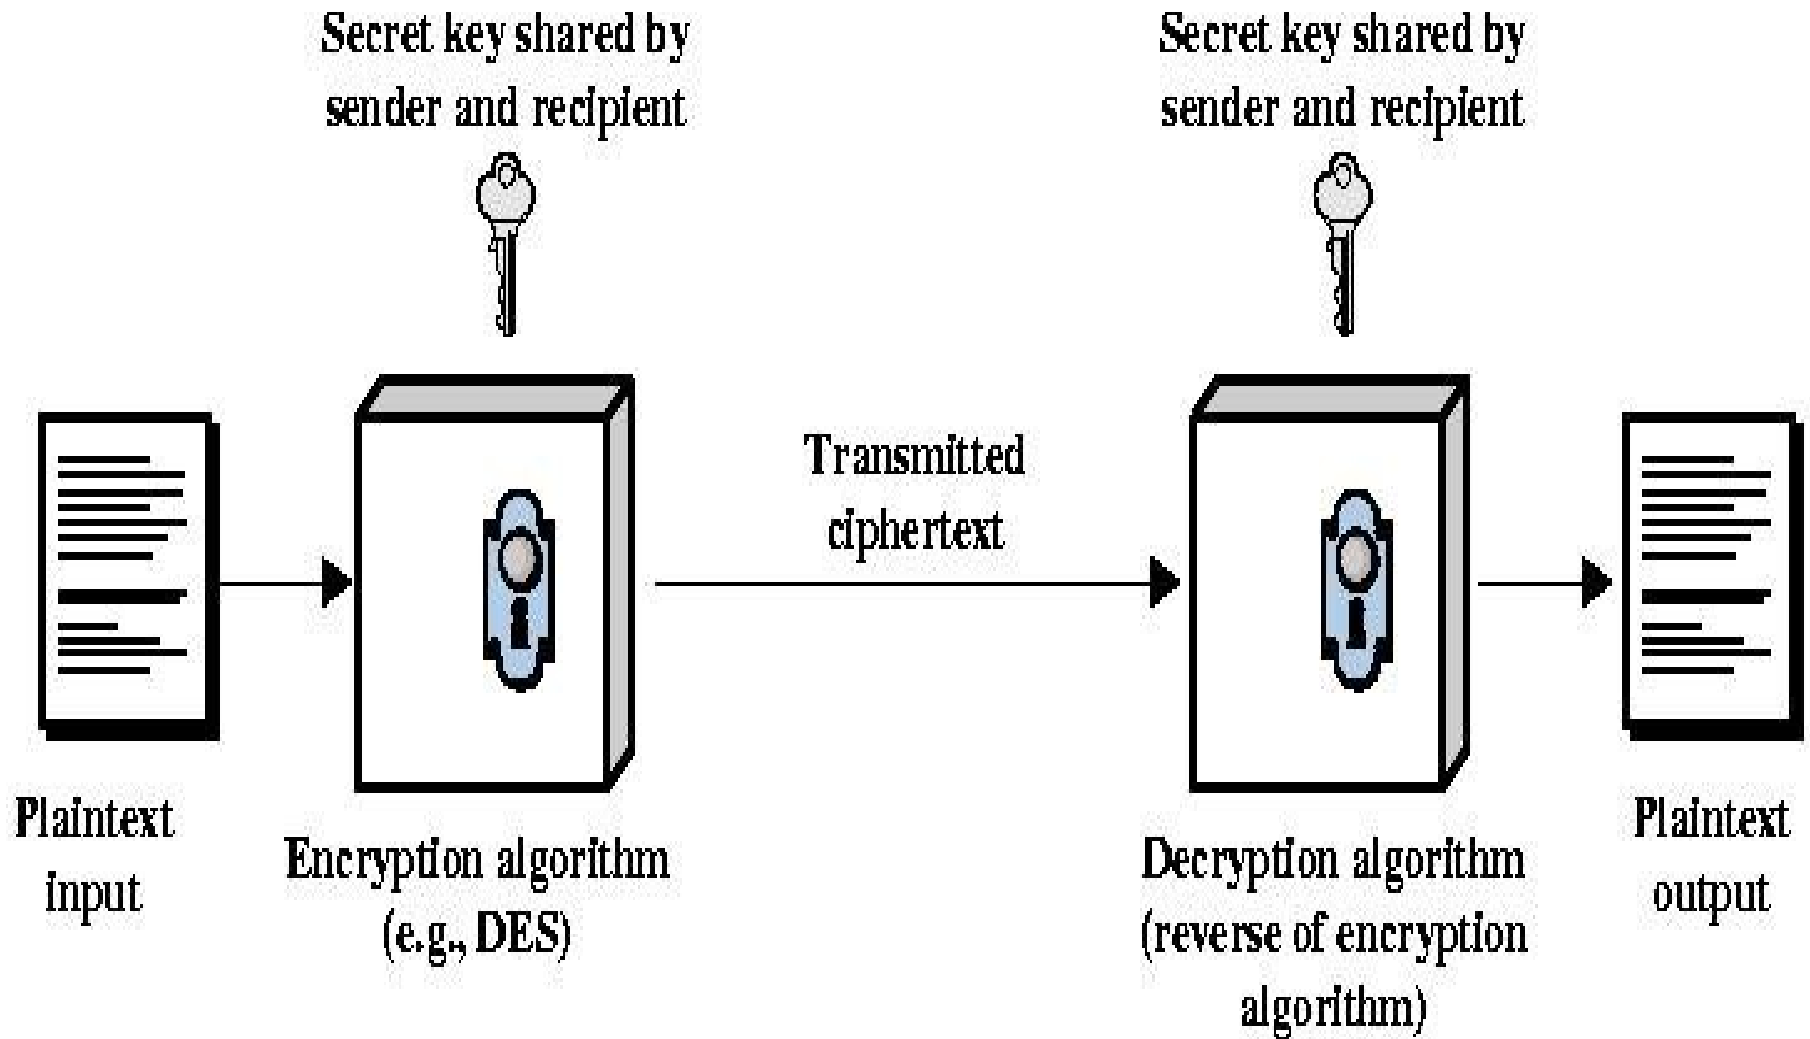 Secret key shared by
sender and recipient
Secret key shared by
sender and recipient
Transmitted
ciphertext
Plaintext
input
Encryption algorithm
(e.g., DES)
Decryption algorithm
(reverse of encryption
algorithm)
Plaintext
output